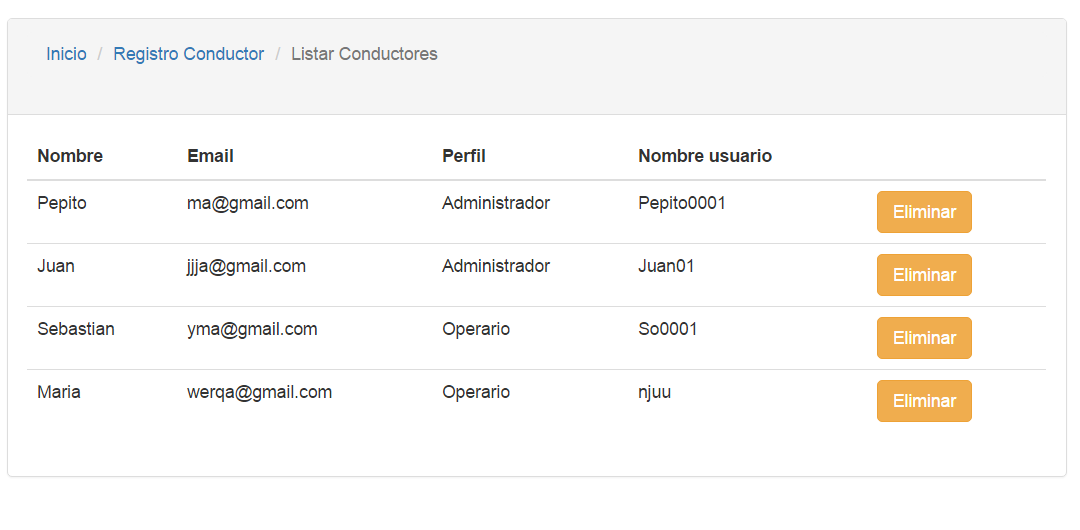 Inicio / Registro Conductor / Listar Conductores
Nombre Email Perfil Nombre usuario
Pepito ma@gmail.com Administrador Pepito0001 Eliminar
Juan jjja@gmail.com Administrador Juan01 Eliminar
Sebastian yma@gmail.com Operario So0001 Eliminar
Maria werqa@gmail.com Operario njuu Eliminar